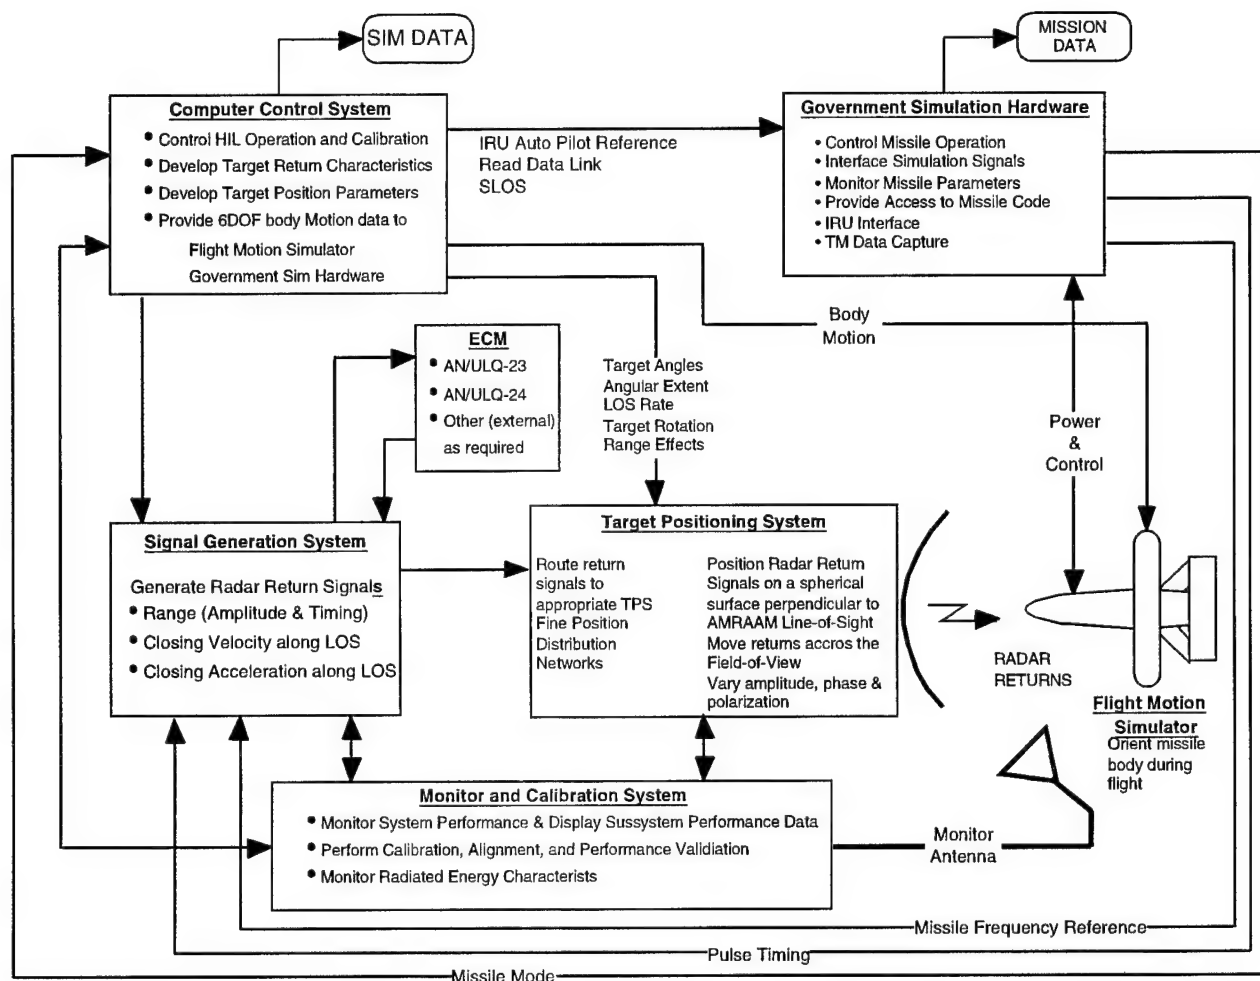 SIM DATA
MISSION
DATA
Computer Control System
• Control HIL Operation and Calibration
• Develop Target Return Characteristics
• Develop Target Position Parameters
• Provide 6DOF body Motion data to
Flight Motion Simulator
Government Sim Hardware
IRU Auto Pilot Reference
Read Data Link
SLOS
Government Simulation Hardware
• Control Missile Operation
• Interface Simulation Signals
• Monitor Missile Parameters
• Provide Access to Missile Code
• IRU Interface
• TM Data Capture
Body
Motion
ECM
• AN/ULQ-23
• AN/ULQ-24
• Other (external)
as required
Target Angles
Angular Extent
LOS Rate
Target Rotation
Range Effects
Power
&
Control
Signal Generation System
Generate Radar Return Signals
• Range (Amplitude & Timing)
• Closing Velocity along LOS
• Closing Acceleration along LOS
Target Positioning System
Route return
signals to
appropriate TPS
Fine Position
Distribution
Networks
Position Radar Return
Signals on a spherical
surface perpendicular to
AMRAAM Line-of-Sight
Move returns accros the
Field-of-View
Vary amplitude, phase &
polarization
RADAR
RETURNS
Flight Motion
Simulator
Orient missile
body during
flight
Monitor and Calibration System
• Monitor System Performance & Display Sussystem Performance Data
• Perform Calibration, Alignment, and Performance Validiation
• Monitor Radiated Energy Characterists
Monitor
Antenna
Missile Frequency Reference
Pulse Timing
Missile Mode